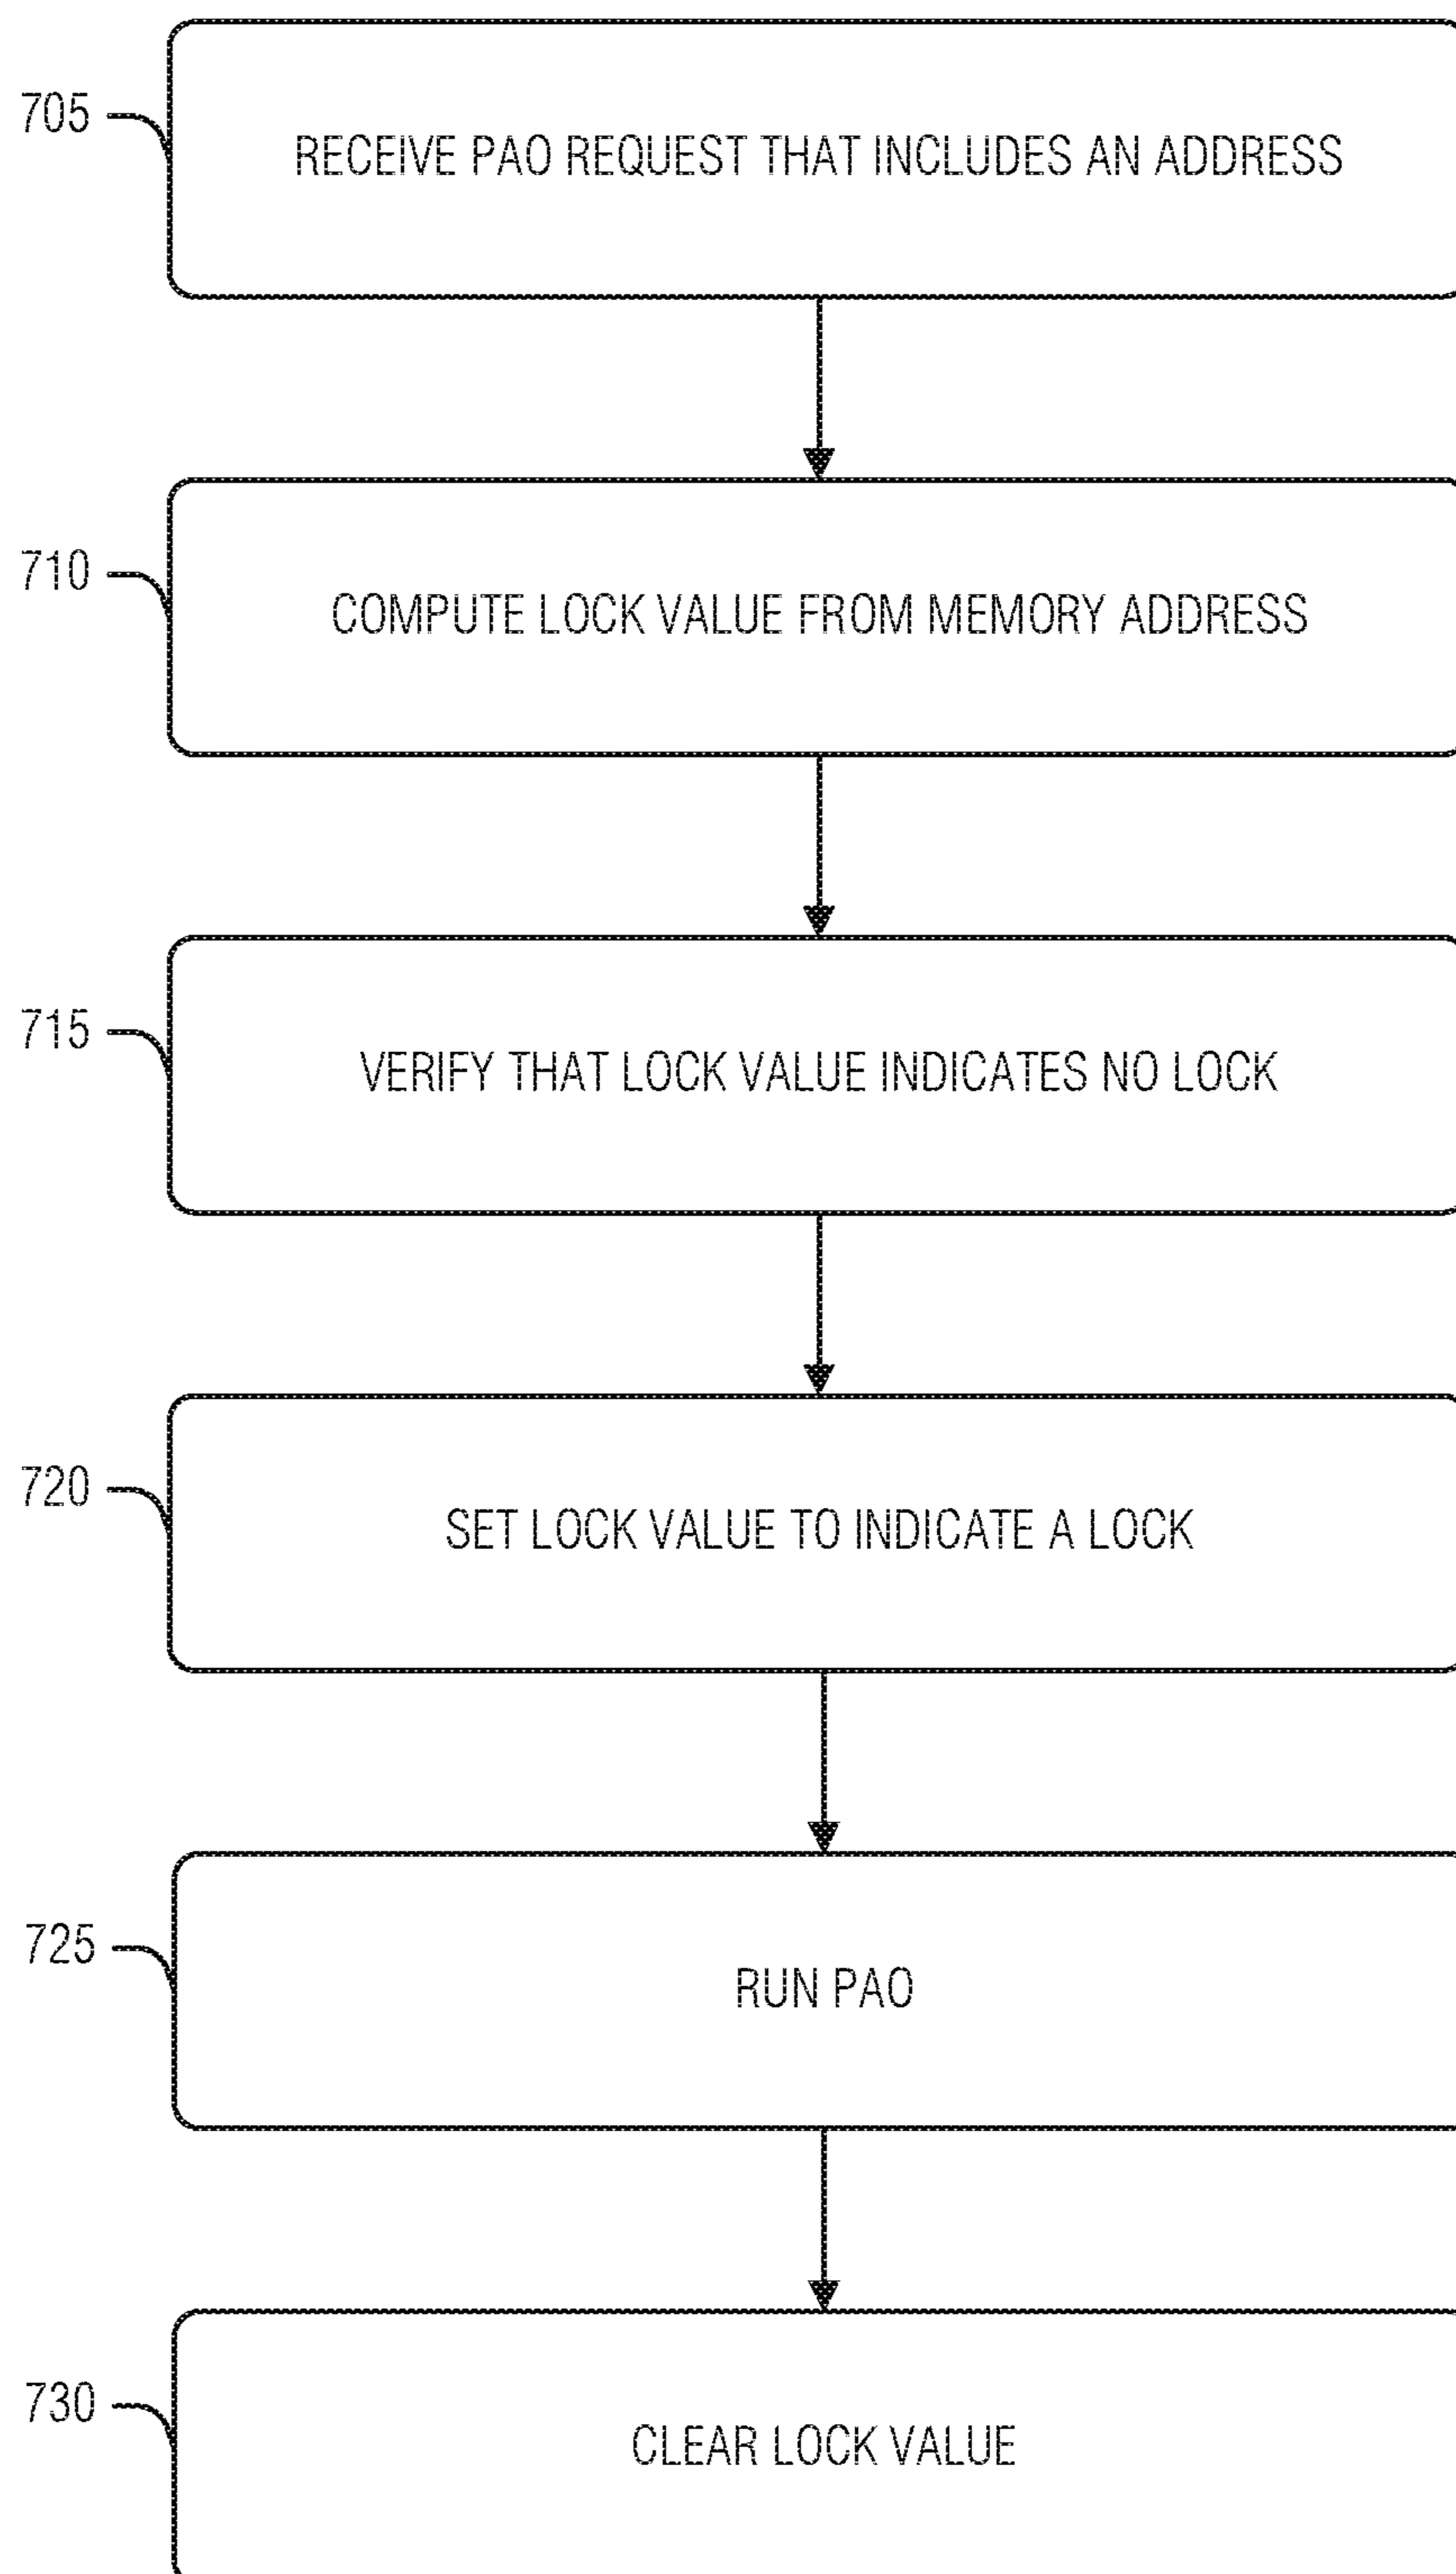 705
RECEIVE PAO REQUEST THAT INCLUDES AN ADDRESS
710
COMPUTE LOCK VALUE FROM MEMORY ADDRESS
715
VERIFY THAT LOCK VALUE INDICATES NO LOCK
720
SET LOCK VALUE TO INDICATE A LOCK
725
RUN PAO
730
CLEAR LOCK VALUE